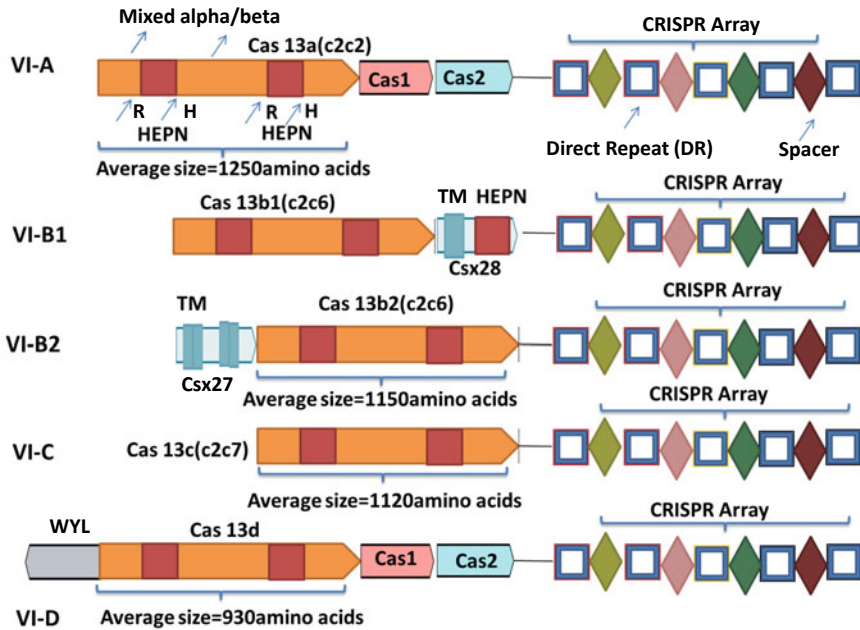 Mixed alpha/beta
CRISPR Array
VI-A
Cas 13a(c2c2)
Cas1
Cas2
R
H
R
H
HEPN
HEPN
Direct Repeat (DR)
Spacer
Average size=1250amino acids
CRISPR Array
Cas 13b1(c2c6)
TM
HEPN
VI-B1
Csx28
CRISPR Array
TM
Cas 13b2(c2c6)
VI-B2
Csx27
Average size=1150amino acids
CRISPR Array
VI-C
Cas 13c(c2c7)
Average size=1120amino acids
CRISPR Array
WYL
Cas 13d
Cas1
Cas2
VI-D
Average size=930amino acids